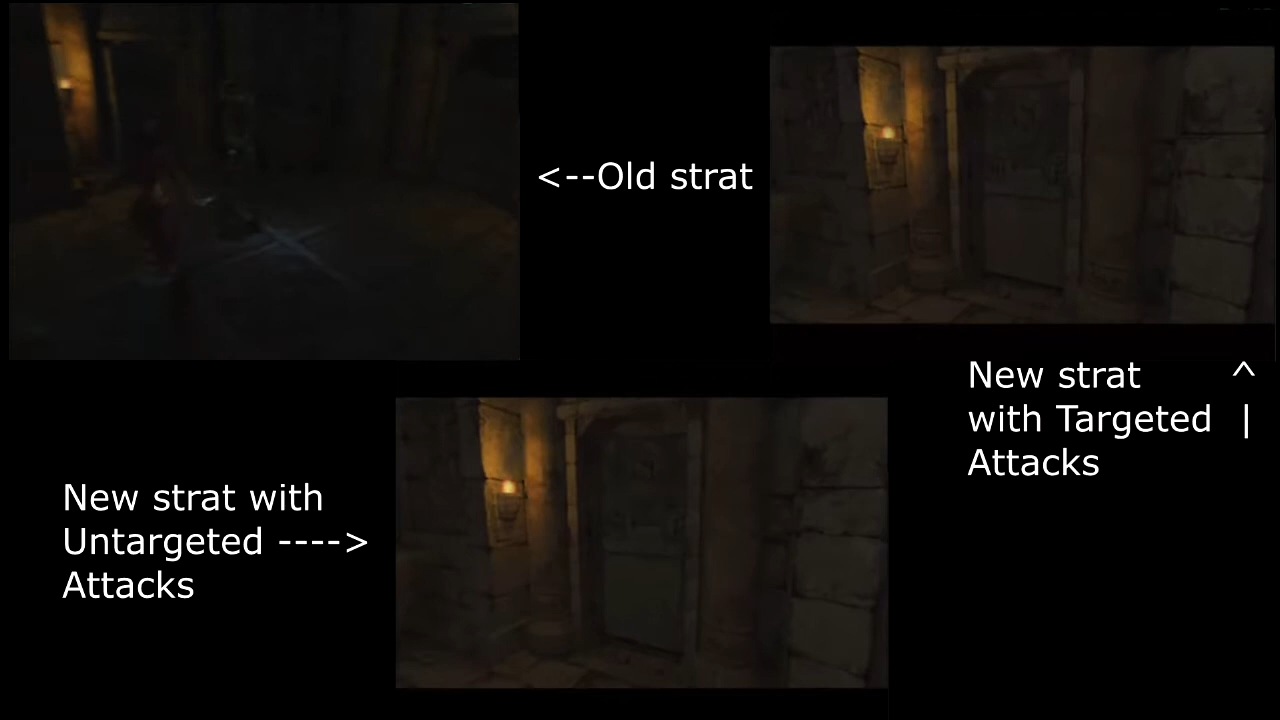 <--Old strat
New strat ^
with Targeted |
Attacks
New strat with
Untargeted ---->
Attacks